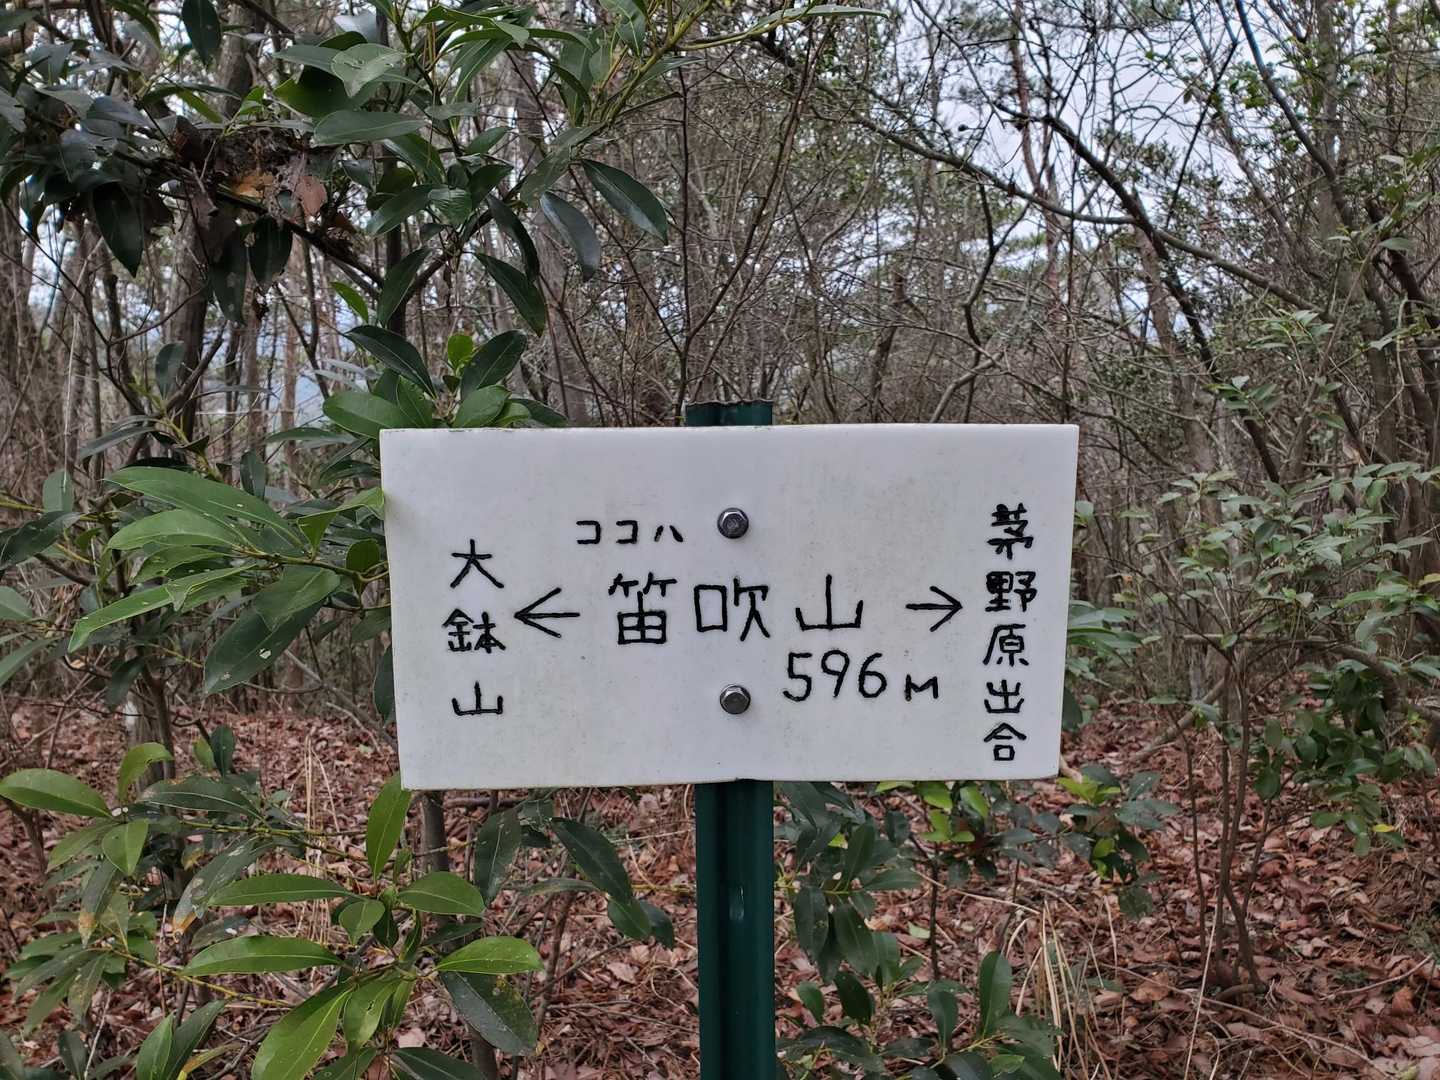 ココハ
大鉢山
← 笛吹山 →
596M
茅野原出合